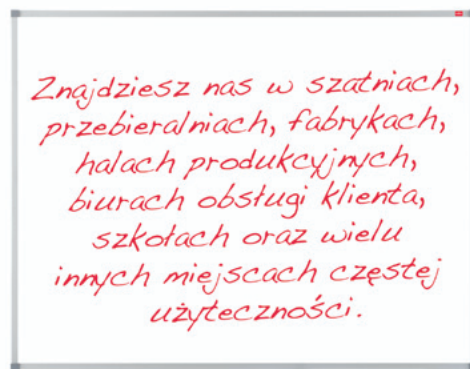 Znajdziesz nas w szatniach,
przebieralniach, fabrykach,
halach produkcyjnych,
biurach obsługi klienta,
szkołach oraz wielu
innych miejscach częstej
użyteczności.